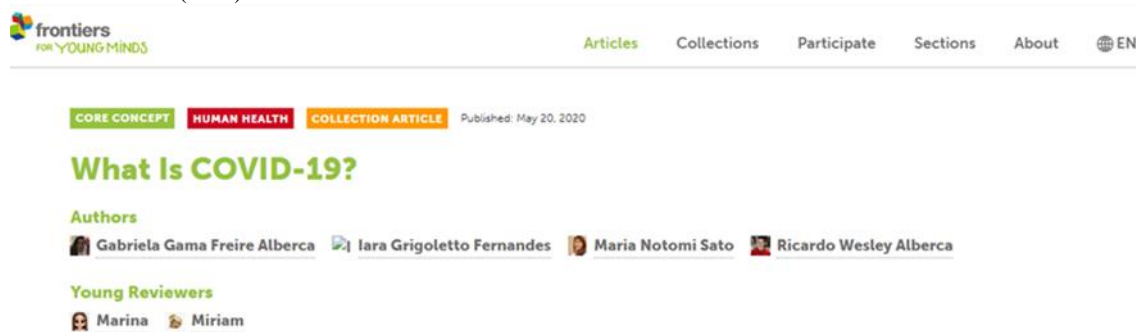 frontiers
FOR YOUNG MINDS
Articles Collections Participate Sections About EN
CORE CONCEPT HUMAN HEALTH COLLECTION ARTICLE Published: May 20, 2020
What Is COVID-19?
Authors
Gabriela Gama Freire Alberca Iara Grigoletto Fernandes Maria Notomi Sato Ricardo Wesley Alberca
Young Reviewers
Marina Miriam